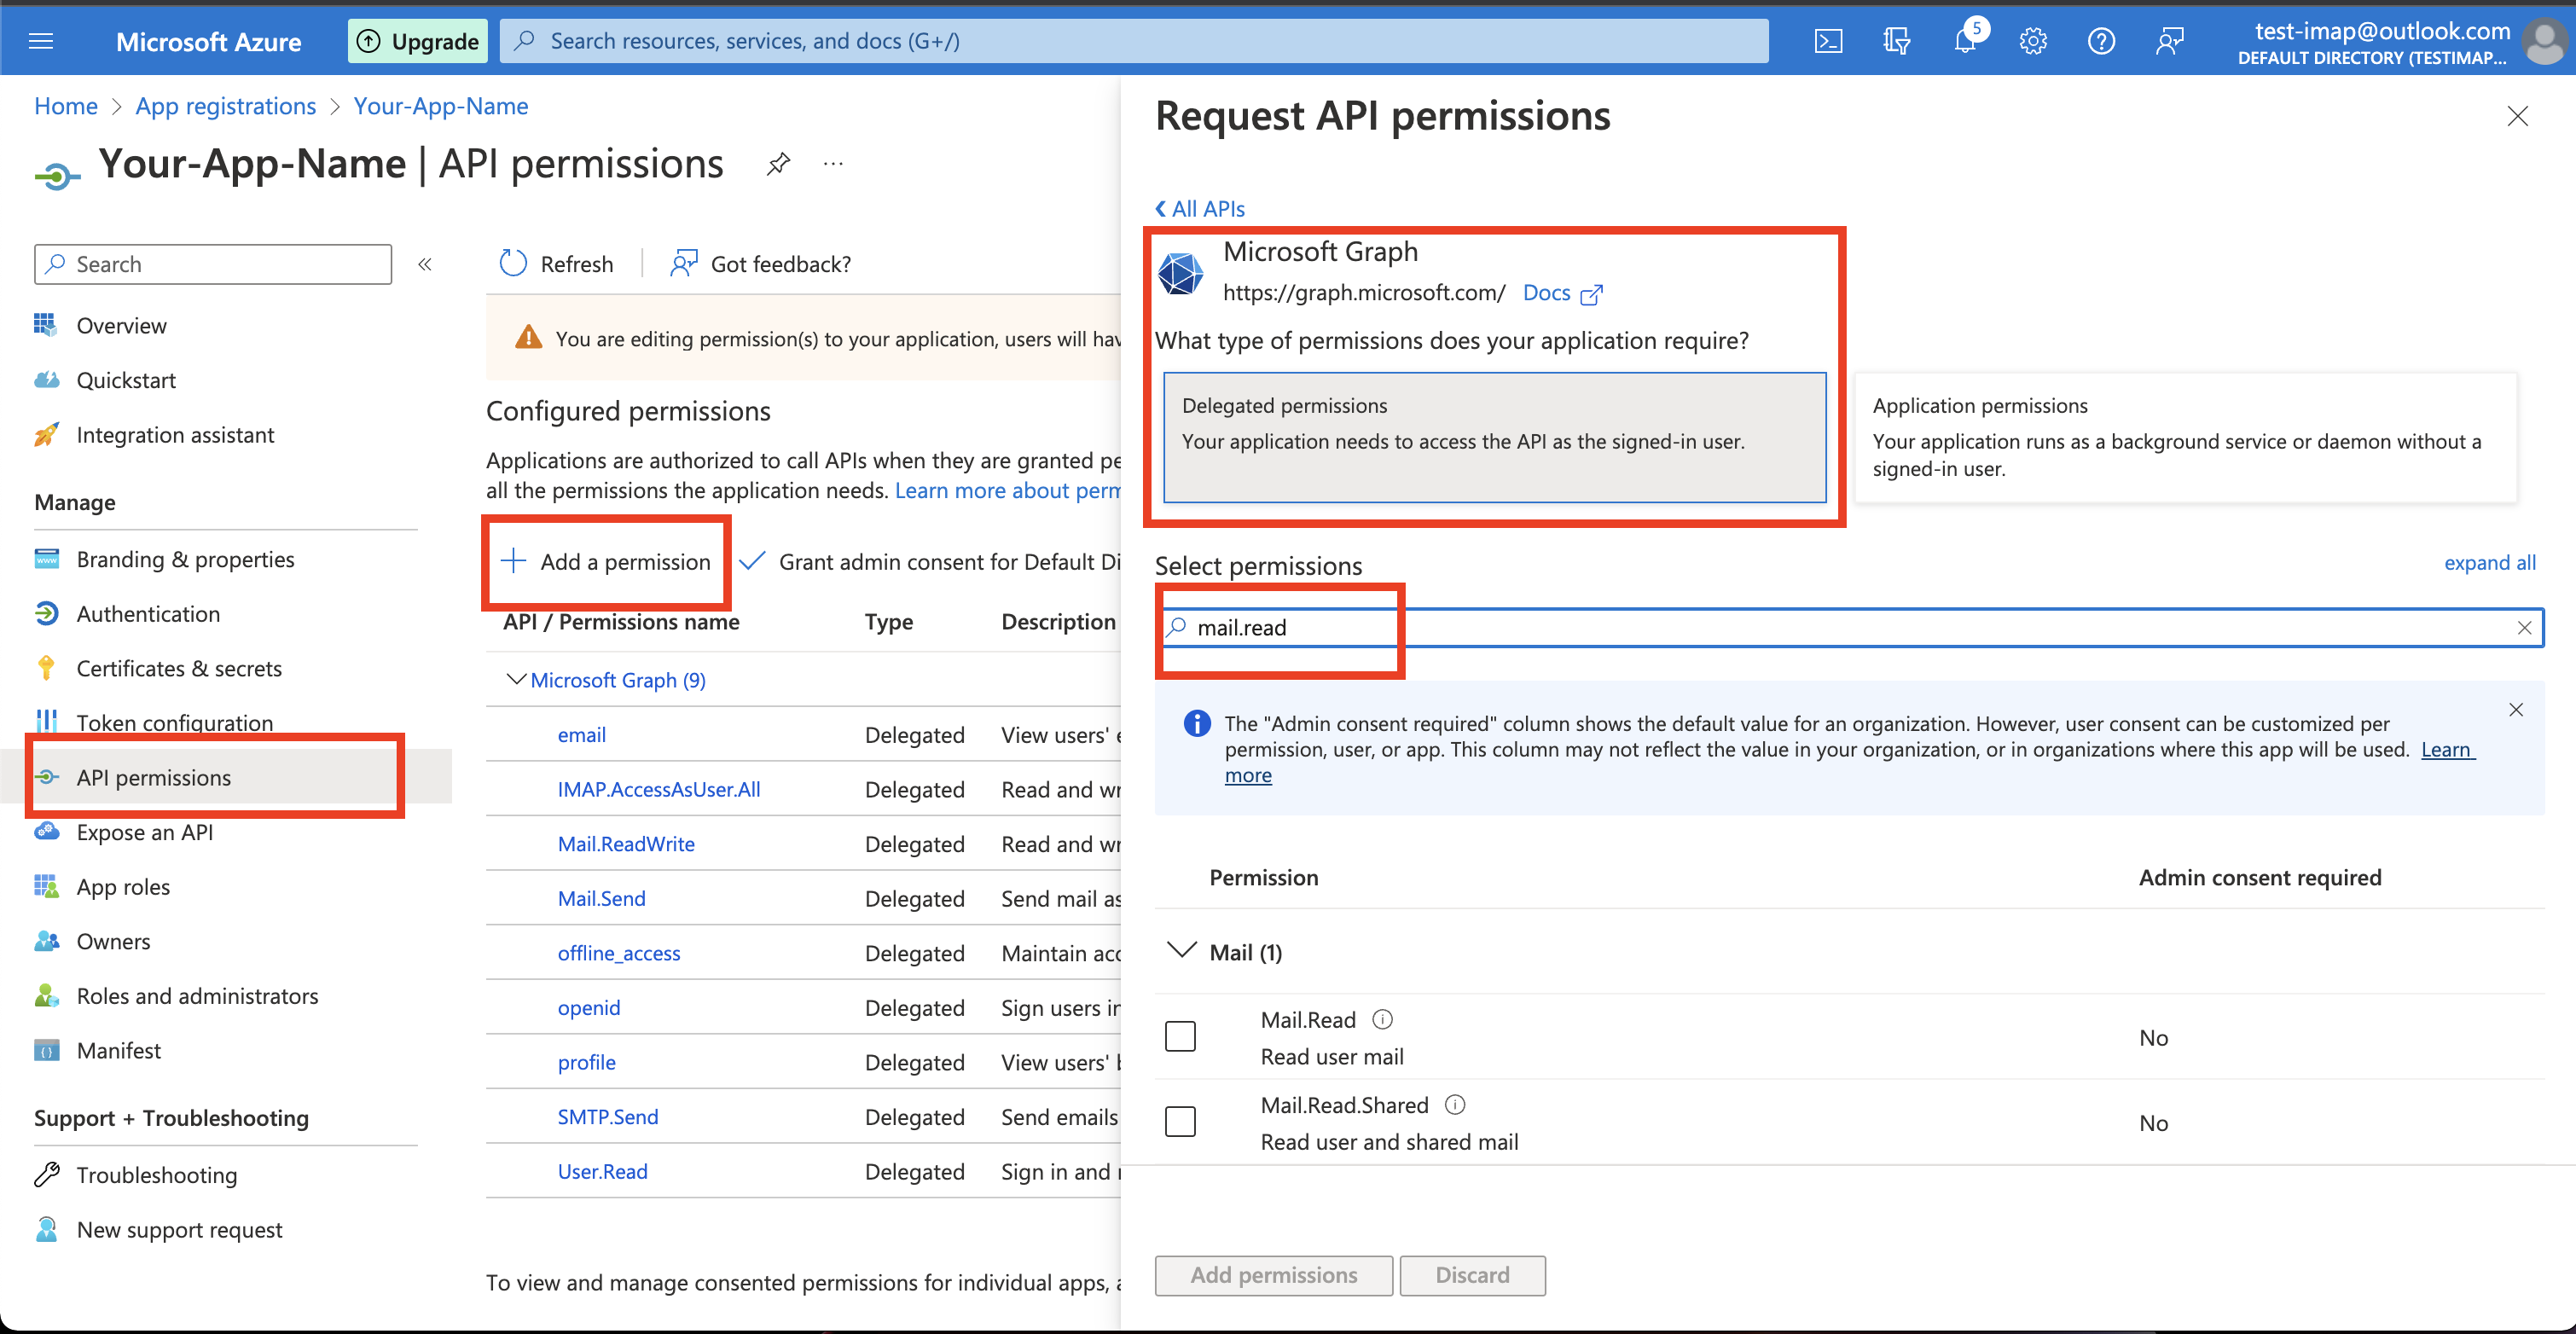 Microsoft Azure
Upgrade
Search resources, services, and docs (G+/)
5
test-imap@outlook.com
DEFAULT DIRECTORY (TESTIMAP...
Home > App registrations > Your-App-Name
Your-App-Name | API permissions
...
Search
«
Overview
Quickstart
Integration assistant
Manage
Branding & properties
Authentication
Certificates & secrets
Token configuration
API permissions
Expose an API
App roles
Owners
Roles and administrators
Manifest
Support + Troubleshooting
Troubleshooting
New support request
Refresh
Got feedback?
You are editing permission(s) to your application, users will hav
Configured permissions
Applications are authorized to call APIs when they are granted pe
all the permissions the application needs. Learn more about perm
Add a permission
Grant admin consent for Default Di
API / Permissions name Type Description
Microsoft Graph (9)
email Delegated View users' e
IMAP.AccessAsUser.All Delegated Read and wr
Mail.ReadWrite Delegated Read and wr
Mail.Send Delegated Send mail as
offline_access Delegated Maintain acc
openid Delegated Sign users in
profile Delegated View users' b
SMTP.Send Delegated Send emails
User.Read Delegated Sign in and r
To view and manage consented permissions for individual apps, a
Request API permissions
All APIs
Microsoft Graph
https://graph.microsoft.com/ Docs
What type of permissions does your application require?
Delegated permissions
Your application needs to access the API as the signed-in user.
Application permissions
Your application runs as a background service or daemon without a
signed-in user.
Select permissions
expand all
mail.read
The "Admin consent required" column shows the default value for an organization. However, user consent can be customized per
permission, user, or app. This column may not reflect the value in your organization, or in organizations where this app will be used. Learn
more
Permission Admin consent required
Mail (1)
Mail.Read
Read user mail
No
Mail.Read.Shared
Read user and shared mail
No
Add permissions
Discard